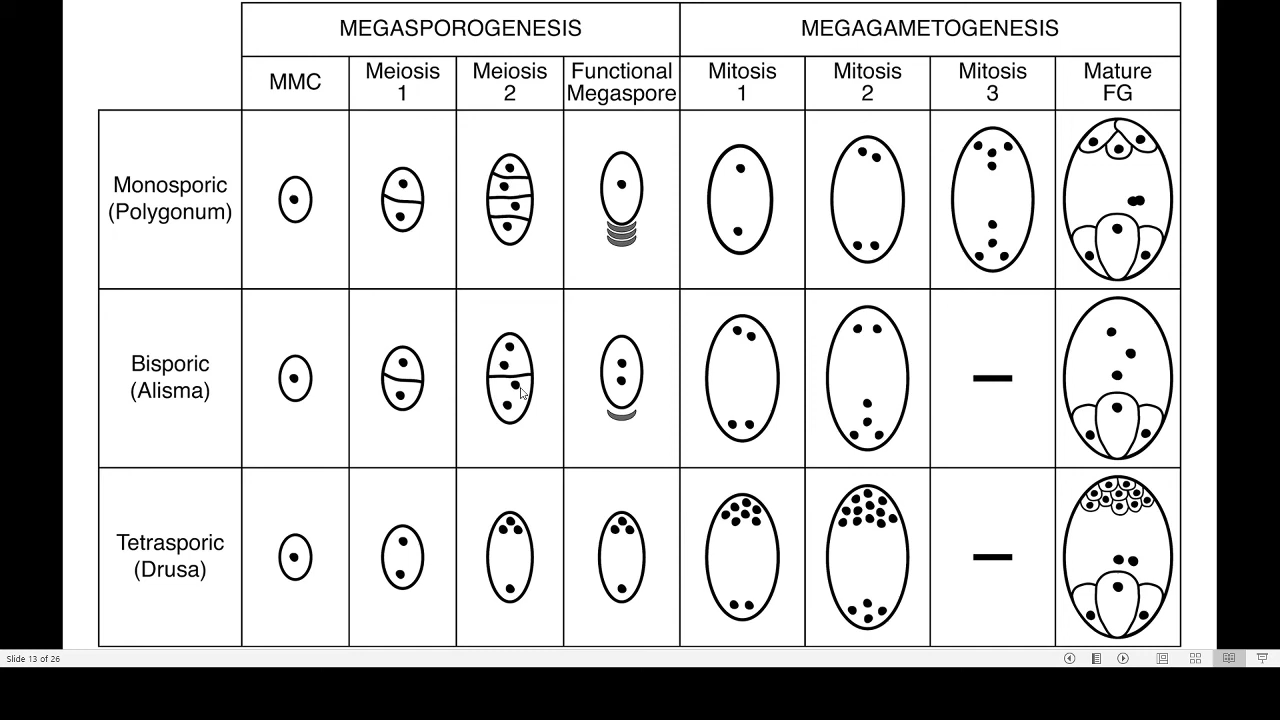 MEGASPOROGENESIS MEGAGAMETOGENESIS
MMC
Meiosis
1
Meiosis
2
Functional
Megaspore
Mitosis
1
Mitosis
2
Mitosis
3
Mature
FG
Monosporic
(Polygonum)
Bisporic
(Alisma)
Tetrasporic
(Drusa)
Slide 13 of 26